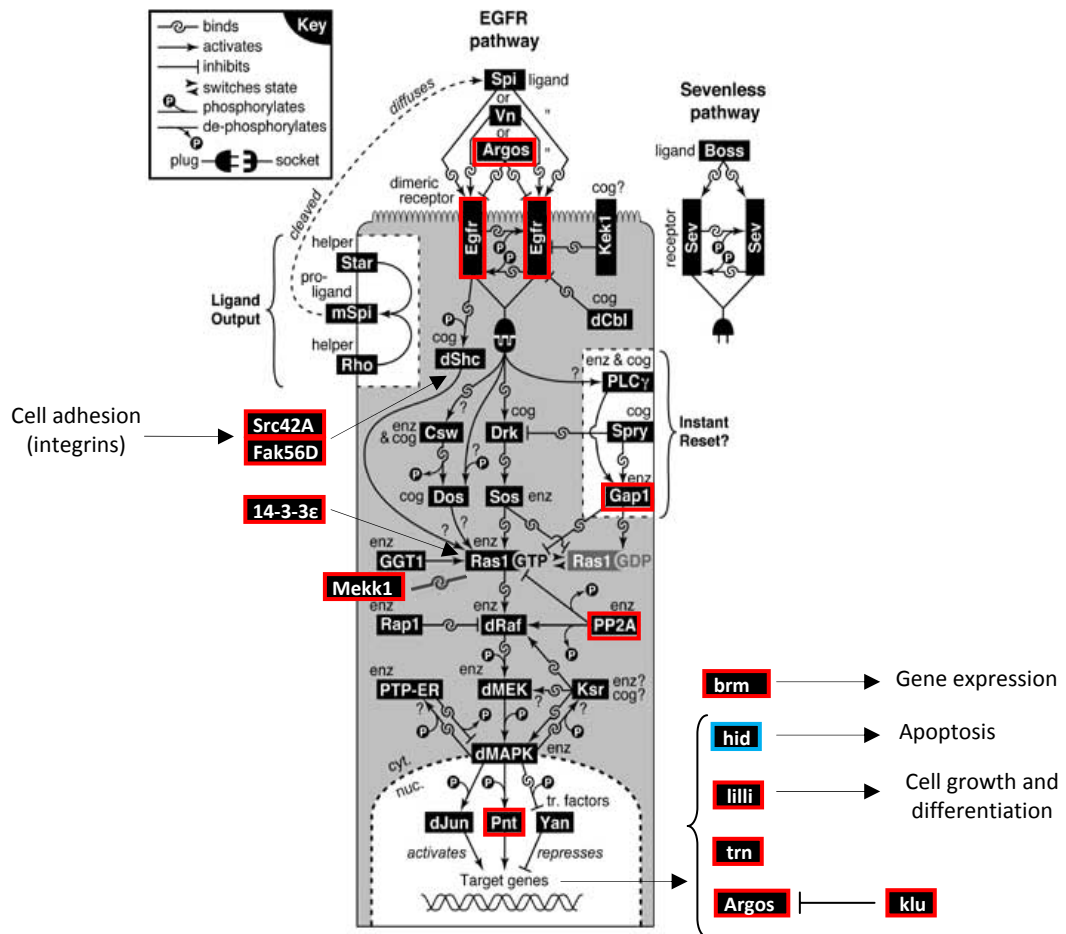 Key
binds
activates
inhibits
switches state
P phosphorylates
de-phosphorylates
P
plug socket
EGFR
pathway
diffuses
cleaved
Spi ligand
or
Vn "
or
Argos "
dimeric
receptor
Egfr
Egfr
P
P
cog?
Kek1
cog
dCbl
Sevenless
pathway
ligand Boss
receptor
Sev
Sev
P
P
Ligand
Output
helper
Star
pro-
ligand
mSpi
helper
Rho
P
cog
dShc
Cell adhesion
(integrins)
Src42A
Fak56D
14-3-3ε
?
enz
& cog
Csw
cog
Drk
?
enz & cog
PLCγ
cog
Spry
enz
Gap1
Instant
Reset?
P
?
P
cog
Dos
Sos
enz
?
?
enz
GGT1
enz
Ras1
GTP
Ras1
GDP
Mekk1
P
enz
Rap1
enz
dRaf
enz
PP2A
P
P
enz
PTP-ER
enz
dMEK
Ksr
enz?
cog?
?
?
?
P
P
P
P
dMAPK
enz
cyt.
nuc.
P
P
P
tr. factors
dJun
Pnt
Yan
activates
represses
Target genes
brm
Gene expression
hid
Apoptosis
lilli
Cell growth and
differentiation
trn
Argos
klu